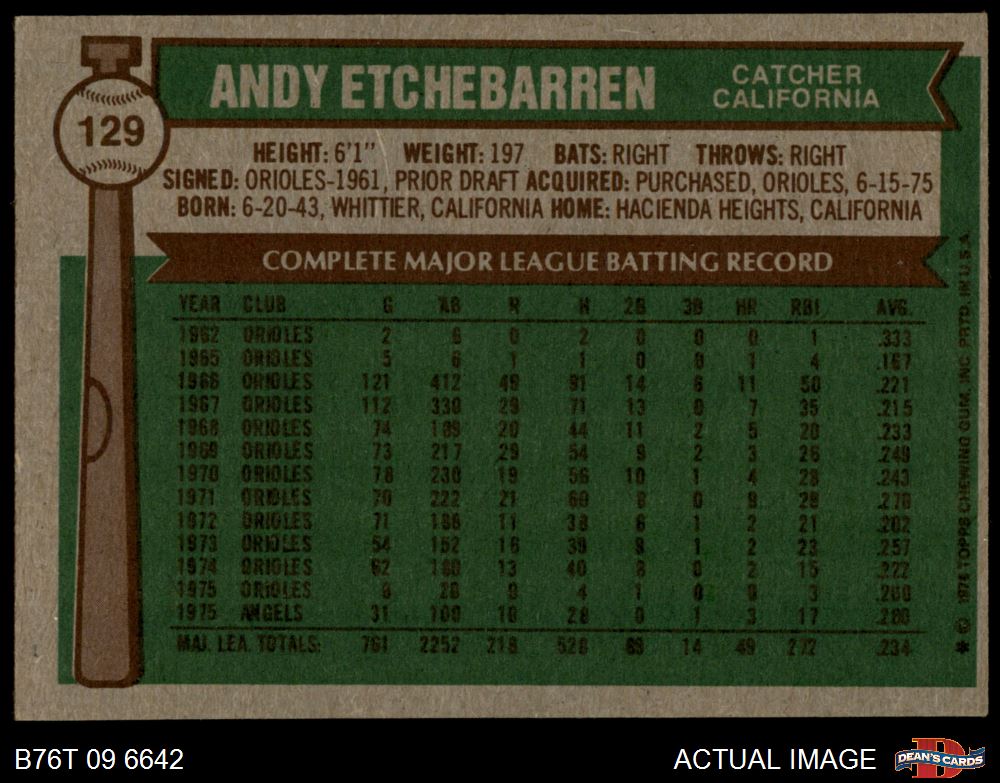 ANDY ETCHEBARREN
CATCHER
CALIFORNIA
129
HEIGHT: 6'1" WEIGHT: 197 BATS: RIGHT THROWS: RIGHT
SIGNED: ORIOLES-1961, PRIOR DRAFT ACQUIRED: PURCHASED, ORIOLES, 6-15-75
BORN: 6-20-43, WHITTIER, CALIFORNIA HOME: HACIENDA HEIGHTS, CALIFORNIA
COMPLETE MAJOR LEAGUE BATTING RECORD
YEAR CLUB G AB R H 2B 3B HR RBI AVG.
1962 ORIOLES 2 6 0 2 0 0 0 1 .333
1965 ORIOLES 5 6 1 1 0 0 1 4 .167
1966 ORIOLES 121 412 49 91 14 6 11 50 .221
1967 ORIOLES 112 330 29 71 13 0 7 35 .215
1968 ORIOLES 74 189 20 44 11 2 5 20 .233
1969 ORIOLES 73 217 29 54 9 2 3 26 .249
1970 ORIOLES 78 230 19 56 10 1 4 28 .243
1971 ORIOLES 70 222 21 60 8 0 9 29 .270
1972 ORIOLES 71 188 11 38 6 1 2 21 .202
1973 ORIOLES 54 152 16 39 9 1 2 23 .257
1974 ORIOLES 62 180 13 40 8 0 2 15 .222
1975 ORIOLES 8 20 0 4 1 0 0 3 .200
1975 ANGELS 31 100 10 28 0 1 3 17 .280
MAJ. LEA. TOTALS: 761 2252 218 528 89 14 49 272 .234
* © 1976 TOPPS CHEWING GUM, INC. PRTD. IN U.S.A.
B76T 09 6642
ACTUAL IMAGE
D
DEAN'S CARDS